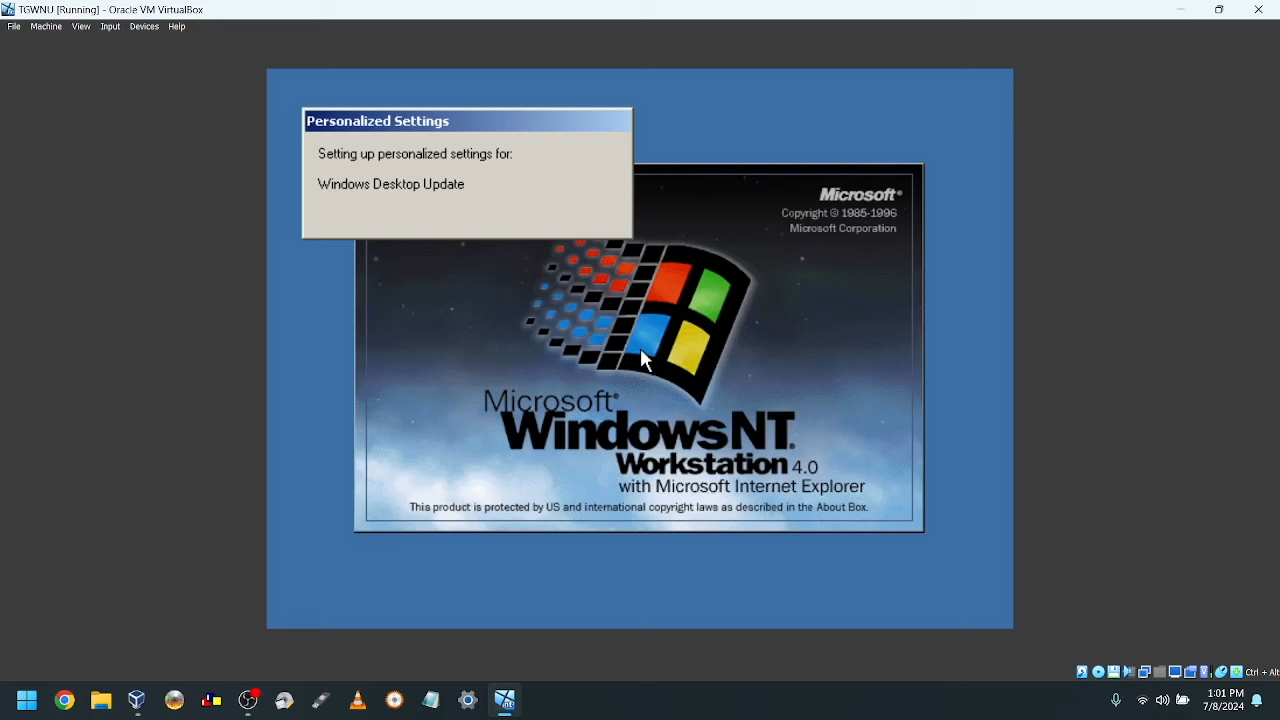 TGWNU [Running] - Oracle VM VirtualBox
File Machine View Input Devices Help
Personalized Settings
Setting up personalized settings for:
Windows Desktop Update
Microsoft®
Copyright © 1985-1996
Microsoft Corporation
Microsoft®
Windows NT®
Workstation 4.0
with Microsoft Internet Explorer
This product is protected by US and international copyright laws as described in the About Box.
Ctrl + Alt
1:01 PM
7/8/2024